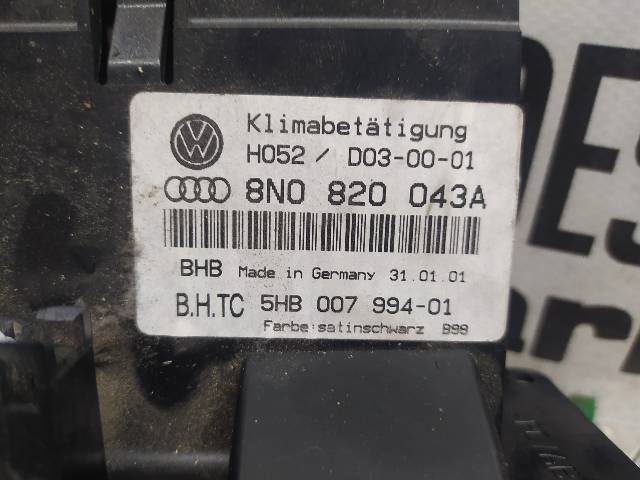 Klimabetätigung
H052 / D03-00-01
8N0 820 043A
BHB Made in Germany 31.01.01
B.H.TC 5HB 007 994-01
Farbe:satinschwarz B98